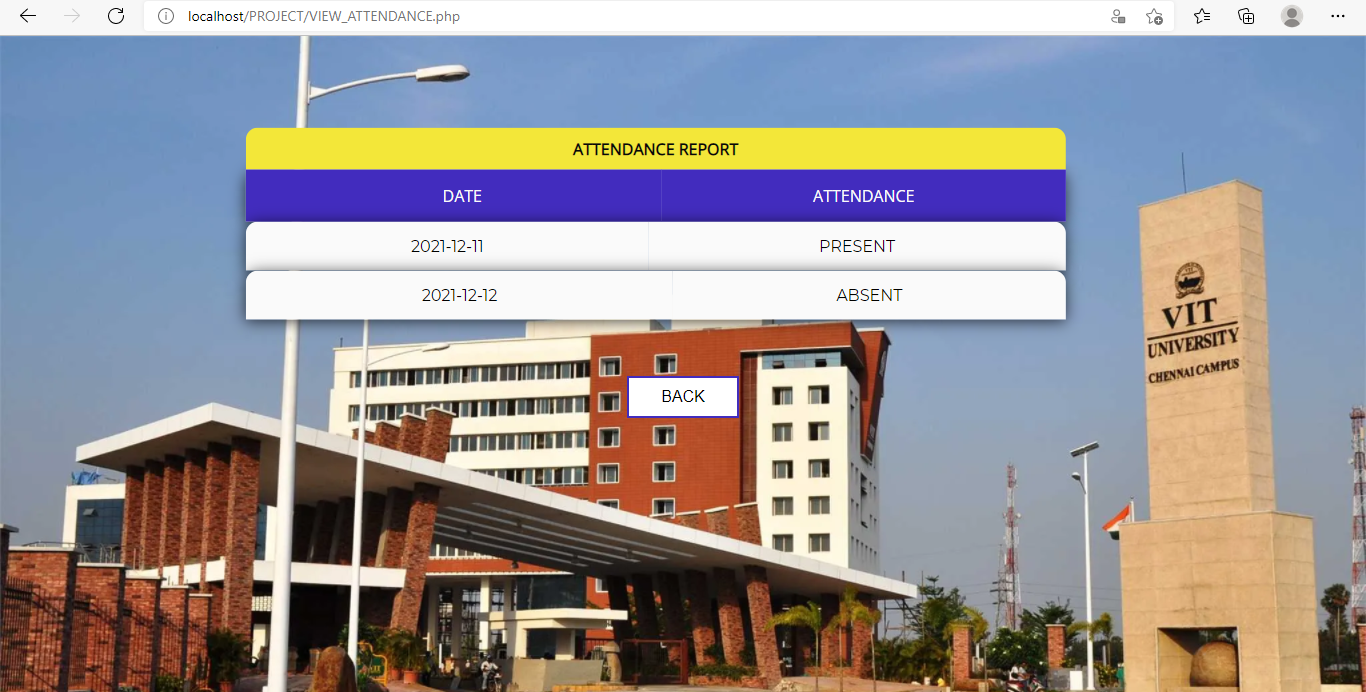 localhost/PROJECT/VIEW_ATTENDANCE.php
ATTENDANCE REPORT
DATE ATTENDANCE
2021-12-11 PRESENT
2021-12-12 ABSENT
BACK
VIT
UNIVERSITY
CHENNAI CAMPUS